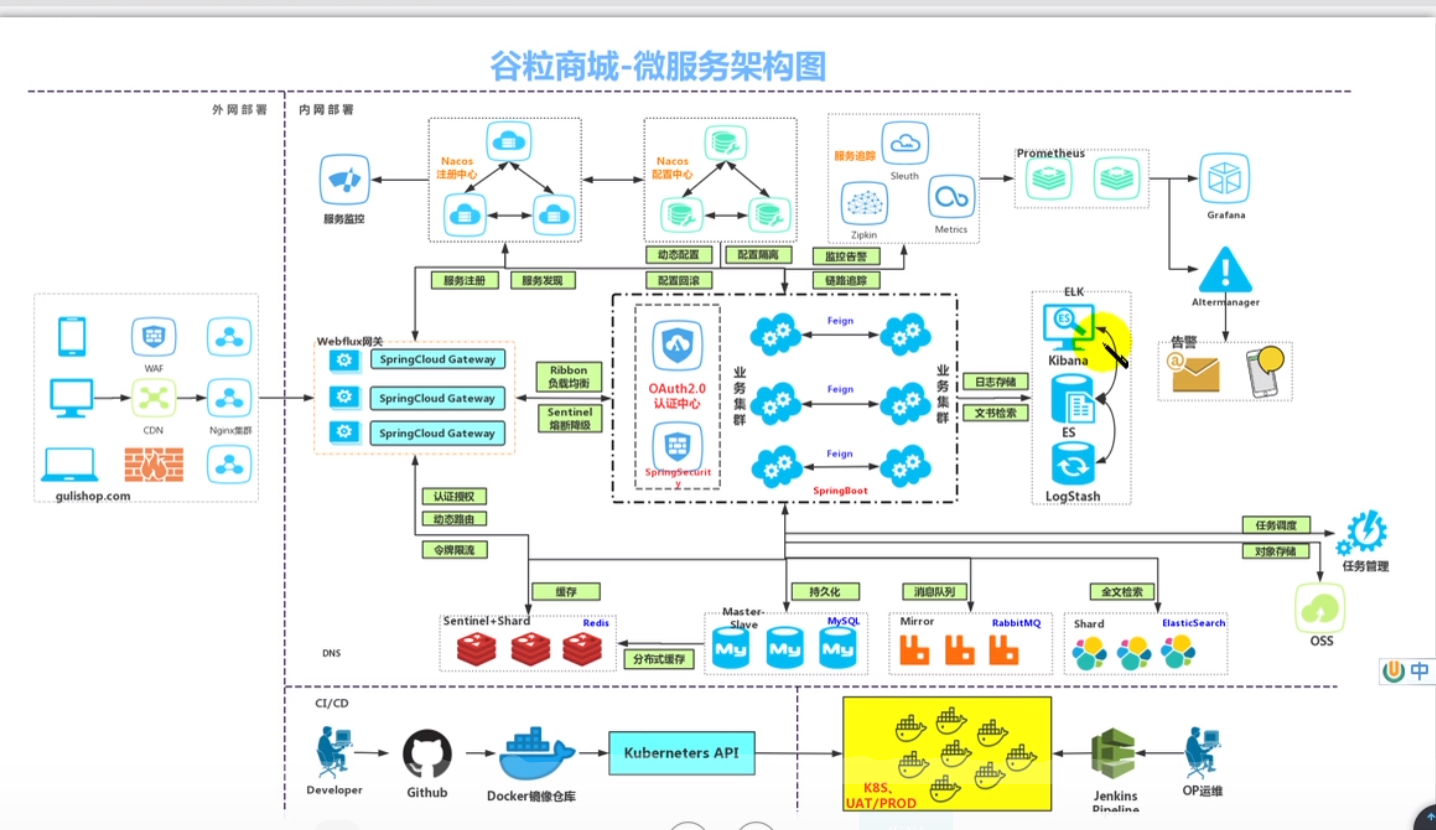 谷粒商城-微服务架构图
外网部署
内网部署
Nacos
注册中心
Nacos
配置中心
服务追踪
Sleuth
Zipkin
Metrics
Prometheus
Grafana
服务监控
动态配置
配置隔离
监控告警
服务注册
服务发现
配置回滚
链路追踪
Altermanager
告警
ELK
ES
Kibana
ES
LogStash
Webflux网关
SpringCloud Gateway
SpringCloud Gateway
SpringCloud Gateway
Ribbon
负载均衡
Sentinel
熔断降级
OAuth2.0
认证中心
SpringSecurit
y
业务集群
Feign
Feign
Feign
业务集群
SpringBoot
日志存储
文书检索
WAF
CDN
Nginx集群
gulishop.com
认证授权
动态路由
令牌限流
任务调度
对象存储
任务管理
OSS
缓存
持久化
消息队列
全文检索
Sentinel+Shard
Redis
分布式缓存
Master-
Slave
MySQL
My
My
My
Mirror
RabbitMQ
Shard
ElasticSearch
DNS
中
CI/CD
Developer
Github
Docker镜像仓库
Kuberneters API
K8S、
UAT/PROD
Jenkins
Pipeline
OP运维